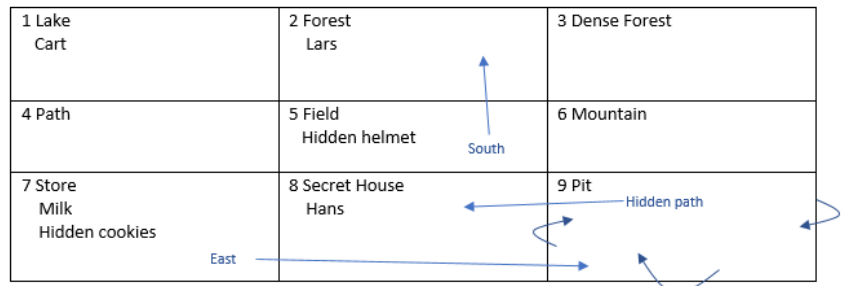 1 Lake
Cart
2 Forest
Lars
3 Dense Forest
4 Path
5 Field
Hidden helmet
South
6 Mountain
7 Store
Milk
Hidden cookies
East
8 Secret House
Hans
9 Pit
Hidden path